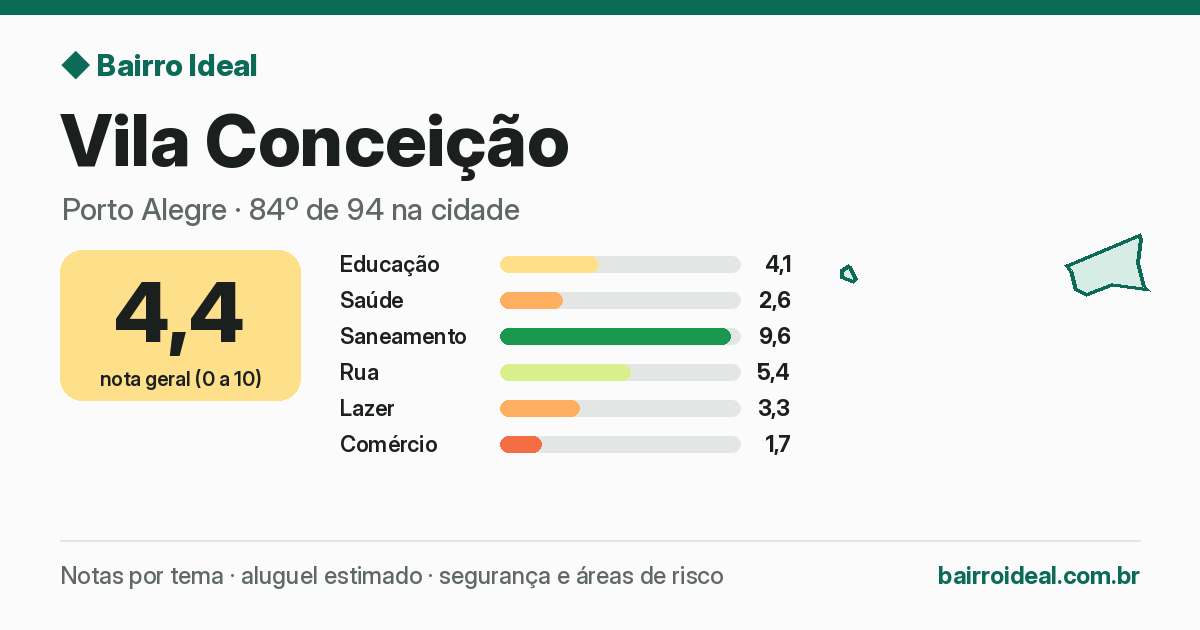 Bairro Ideal
Vila Conceição
Porto Alegre · 84º de 94 na cidade
4,4
nota geral (0 a 10)
Educação 4,1
Saúde 2,6
Saneamento 9,6
Rua 5,4
Lazer 3,3
Comércio 1,7
Notas por tema · aluguel estimado · segurança e áreas de risco
bairroideal.com.br